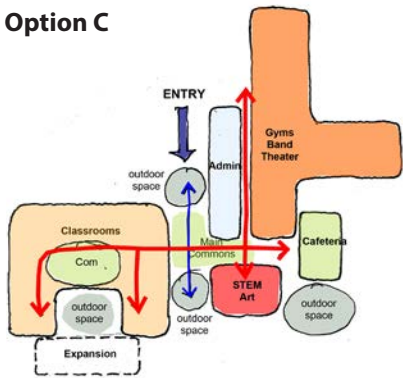 Option C
ENTRY
Gyms
Band
Theater
Admin
outdoor
space
Classrooms
Main
Commons
Cafeteria
Com
STEM
Art
outdoor
space
outdoor
space
outdoor
space
Expansion